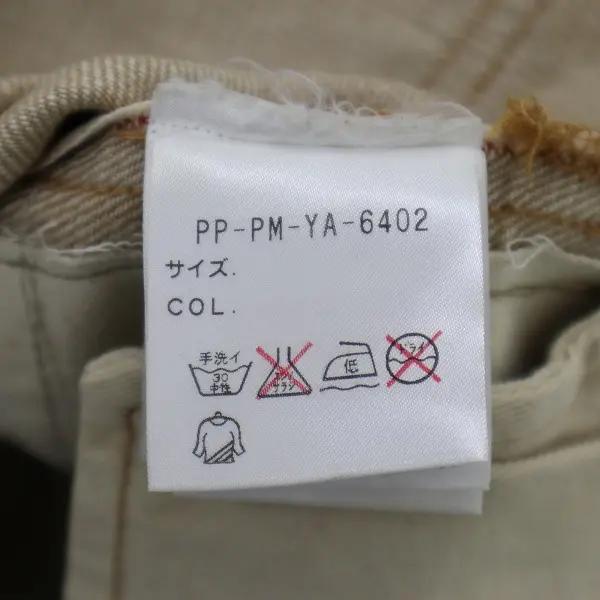 PP-PM-YA-6402
サイズ.
COL.
手洗イ 低 ドライ
30 エンソ
中性 サラシ